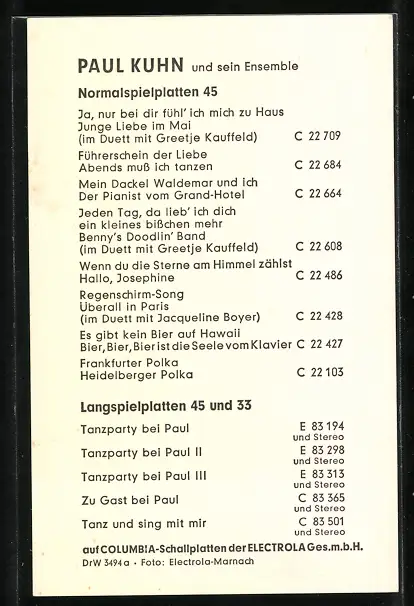 PAUL KUHN und sein Ensemble
Normalspielplatten 45
Ja, nur bei dir fühl' ich mich zu Haus
Junge Liebe im Mai
(im Duett mit Greetje Kauffeld) C 22 709
Führerschein der Liebe
Abends muß ich tanzen C 22 684
Mein Dackel Waldemar und ich
Der Pianist vom Grand-Hotel C 22 664
Jeden Tag, da lieb' ich dich
ein kleines bißchen mehr
Benny's Doodlin' Band
(im Duett mit Greetje Kauffeld) C 22 608
Wenn du die Sterne am Himmel zählst
Hallo, Josephine C 22 486
Regenschirm-Song
Überall in Paris
(im Duett mit Jacqueline Boyer) C 22 428
Es gibt kein Bier auf Hawaii
Bier, Bier, Bier ist die Seele vom Klavier C 22 427
Frankfurter Polka
Heidelberger Polka C 22 103
Langspielplatten 45 und 33
Tanzparty bei Paul E 83 194
und Stereo
Tanzparty bei Paul II E 83 298
und Stereo
Tanzparty bei Paul III E 83 313
und Stereo
Zu Gast bei Paul C 83 365
und Stereo
Tanz und sing mit mir C 83 501
und Stereo
auf COLUMBIA-Schallplatten der ELECTROLA Ges.m.b.H.
DrW 3494 a · Foto: Electrola-Marnach